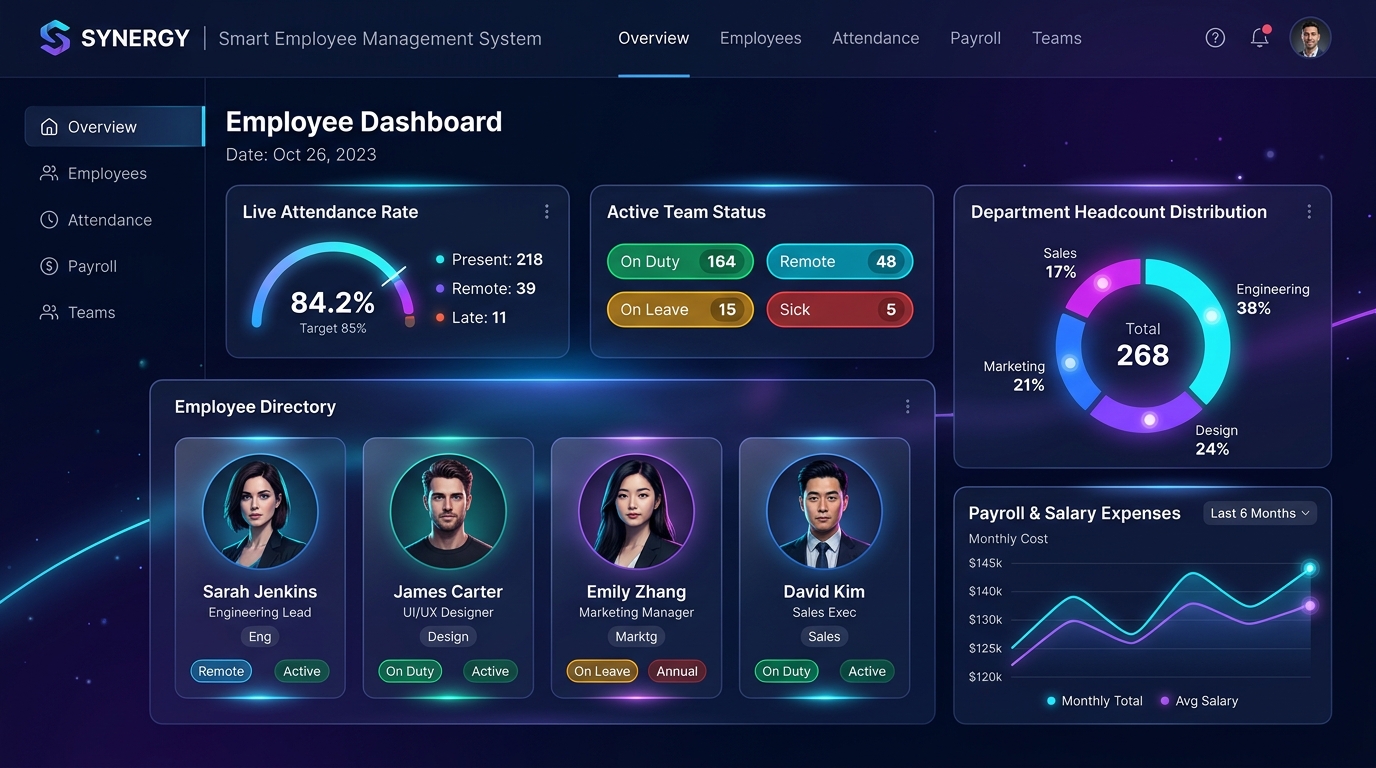 SYNERGY
Smart Employee Management System
Overview
Employees
Attendance
Payroll
Teams
Overview
Employees
Attendance
Payroll
Teams
Employee Dashboard
Date: Oct 26, 2023
Live Attendance Rate
84.2%
Target 85%
Present: 218
Remote: 39
Late: 11
Active Team Status
On Duty 164
Remote 48
On Leave 15
Sick 5
Department Headcount Distribution
Sales
17%
Engineering
38%
Total
268
Marketing
21%
Design
24%
Employee Directory
Sarah Jenkins
Engineering Lead
Eng
Remote
Active
James Carter
UI/UX Designer
Design
On Duty
Active
Emily Zhang
Marketing Manager
Marktg
On Leave
Annual
David Kim
Sales Exec
Sales
On Duty
Active
Payroll & Salary Expenses
Last 6 Months
Monthly Cost
$145k
$140k
$130k
$125k
$120k
Monthly Total
Avg Salary